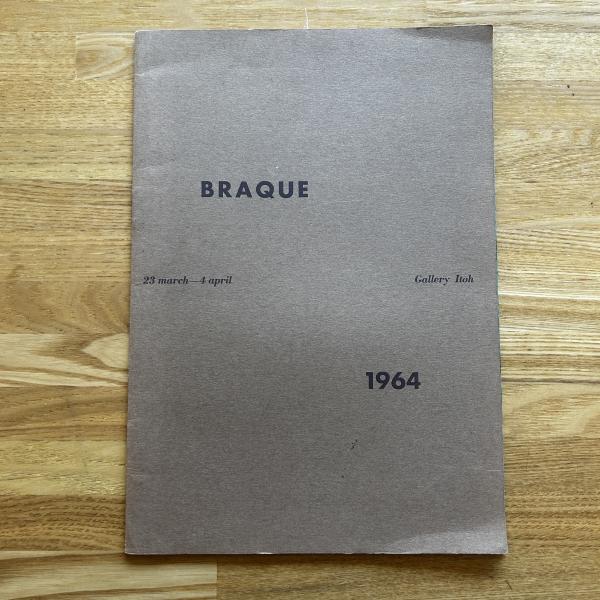 BRAQUE
23 march—4 april Gallery Itoh
1964